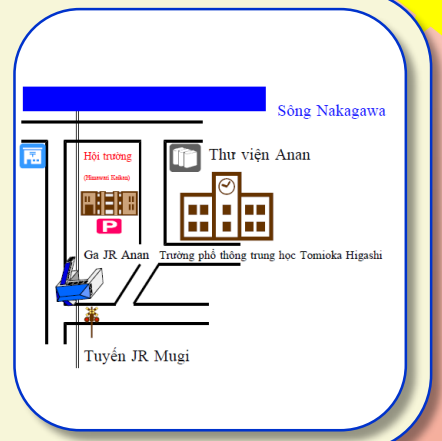 Sông Nakagawa
Hội trường
(Himawari Kaikan)
Thư viện Anan
P
Ga JR Anan
Trường phổ thông trung học Tomioka Higashi
Tuyến JR Mugi